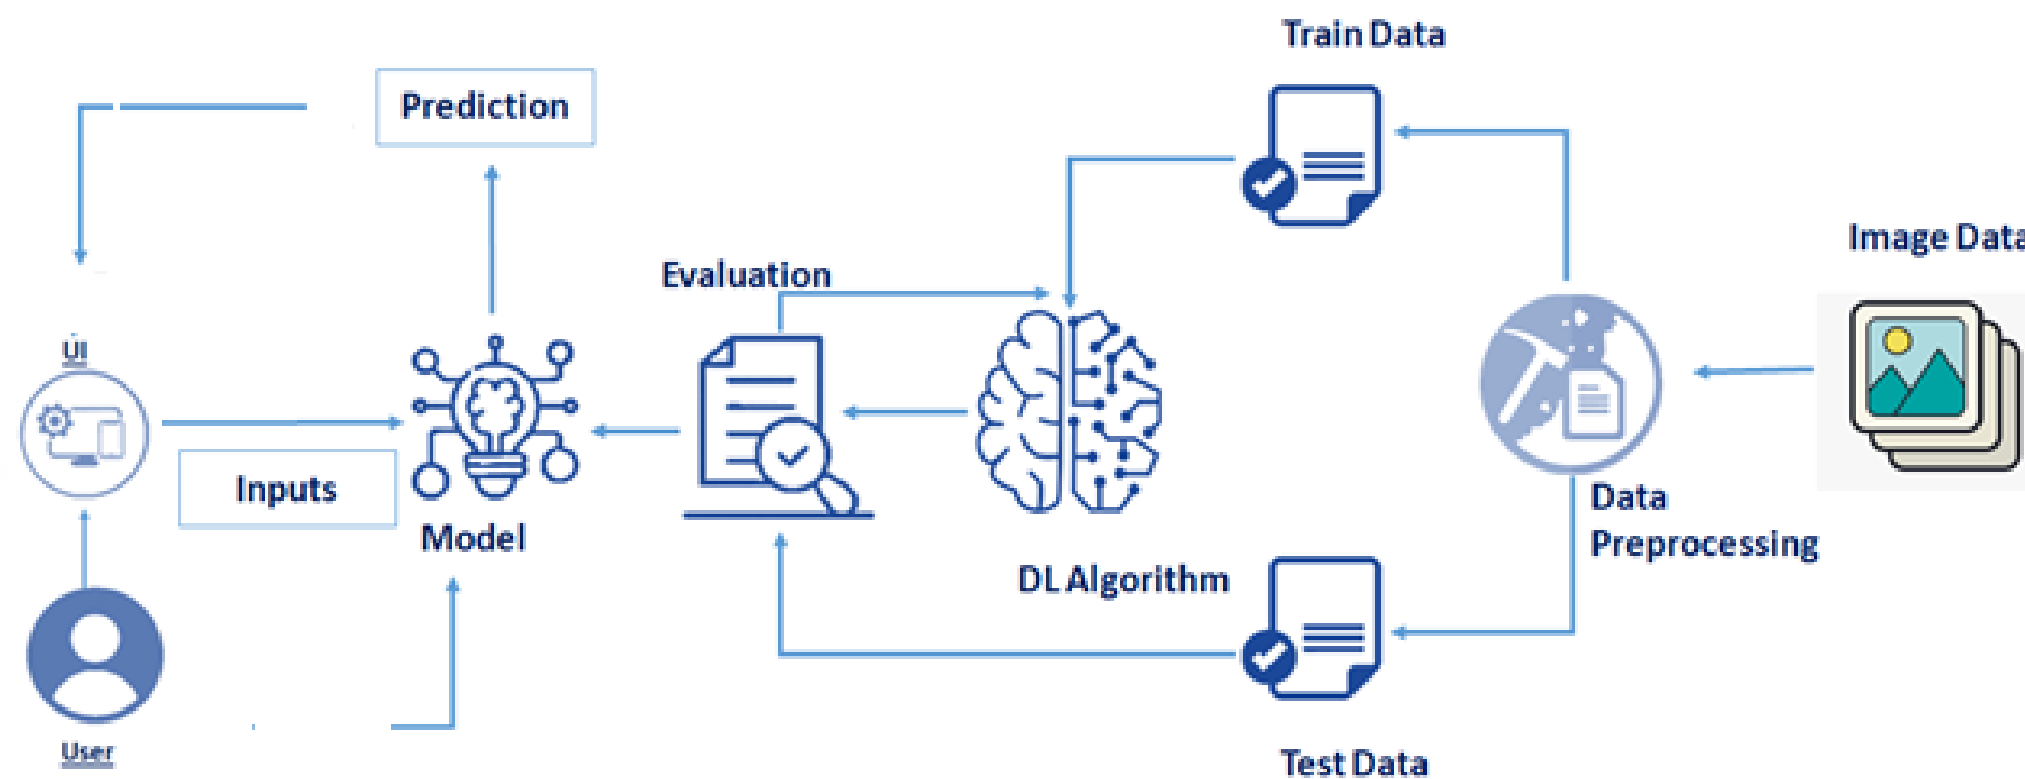 Train Data
Prediction
Image Data
Evaluation
UI
Inputs
Data
Preprocessing
Model
DL Algorithm
User
Test Data